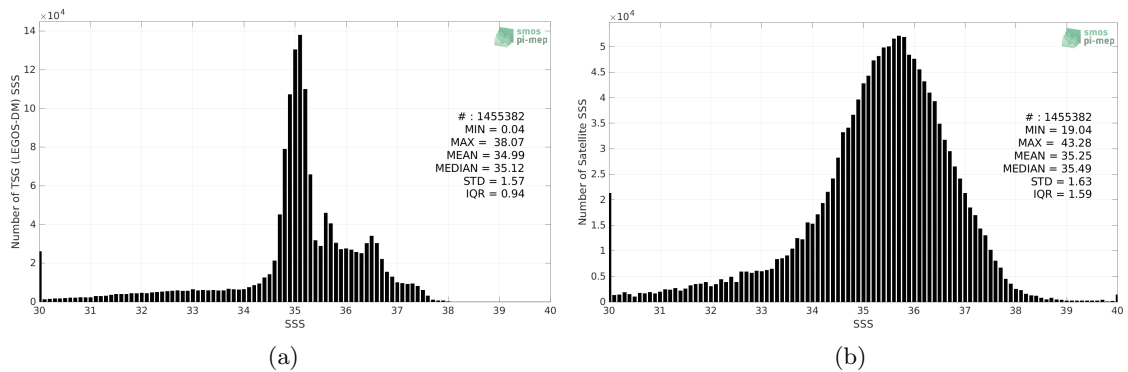 ×10⁴
14
12
10
8
6
4
2
0
Number of TSG (LEGOS-DM) SSS
smos
pi-mep
# : 1455382
MIN = 0.04
MAX = 38.07
MEAN = 34.99
MEDIAN = 35.12
STD = 1.57
IQR = 0.94
30 31 32 33 34 35 36 37 38 39 40
SSS
(a)
×10⁴
5
4.5
4
3.5
3
2.5
2
1.5
1
0.5
0
Number of Satellite SSS
smos
pi-mep
# : 1455382
MIN = 19.04
MAX = 43.28
MEAN = 35.25
MEDIAN = 35.49
STD = 1.63
IQR = 1.59
30 31 32 33 34 35 36 37 38 39 40
SSS
(b)